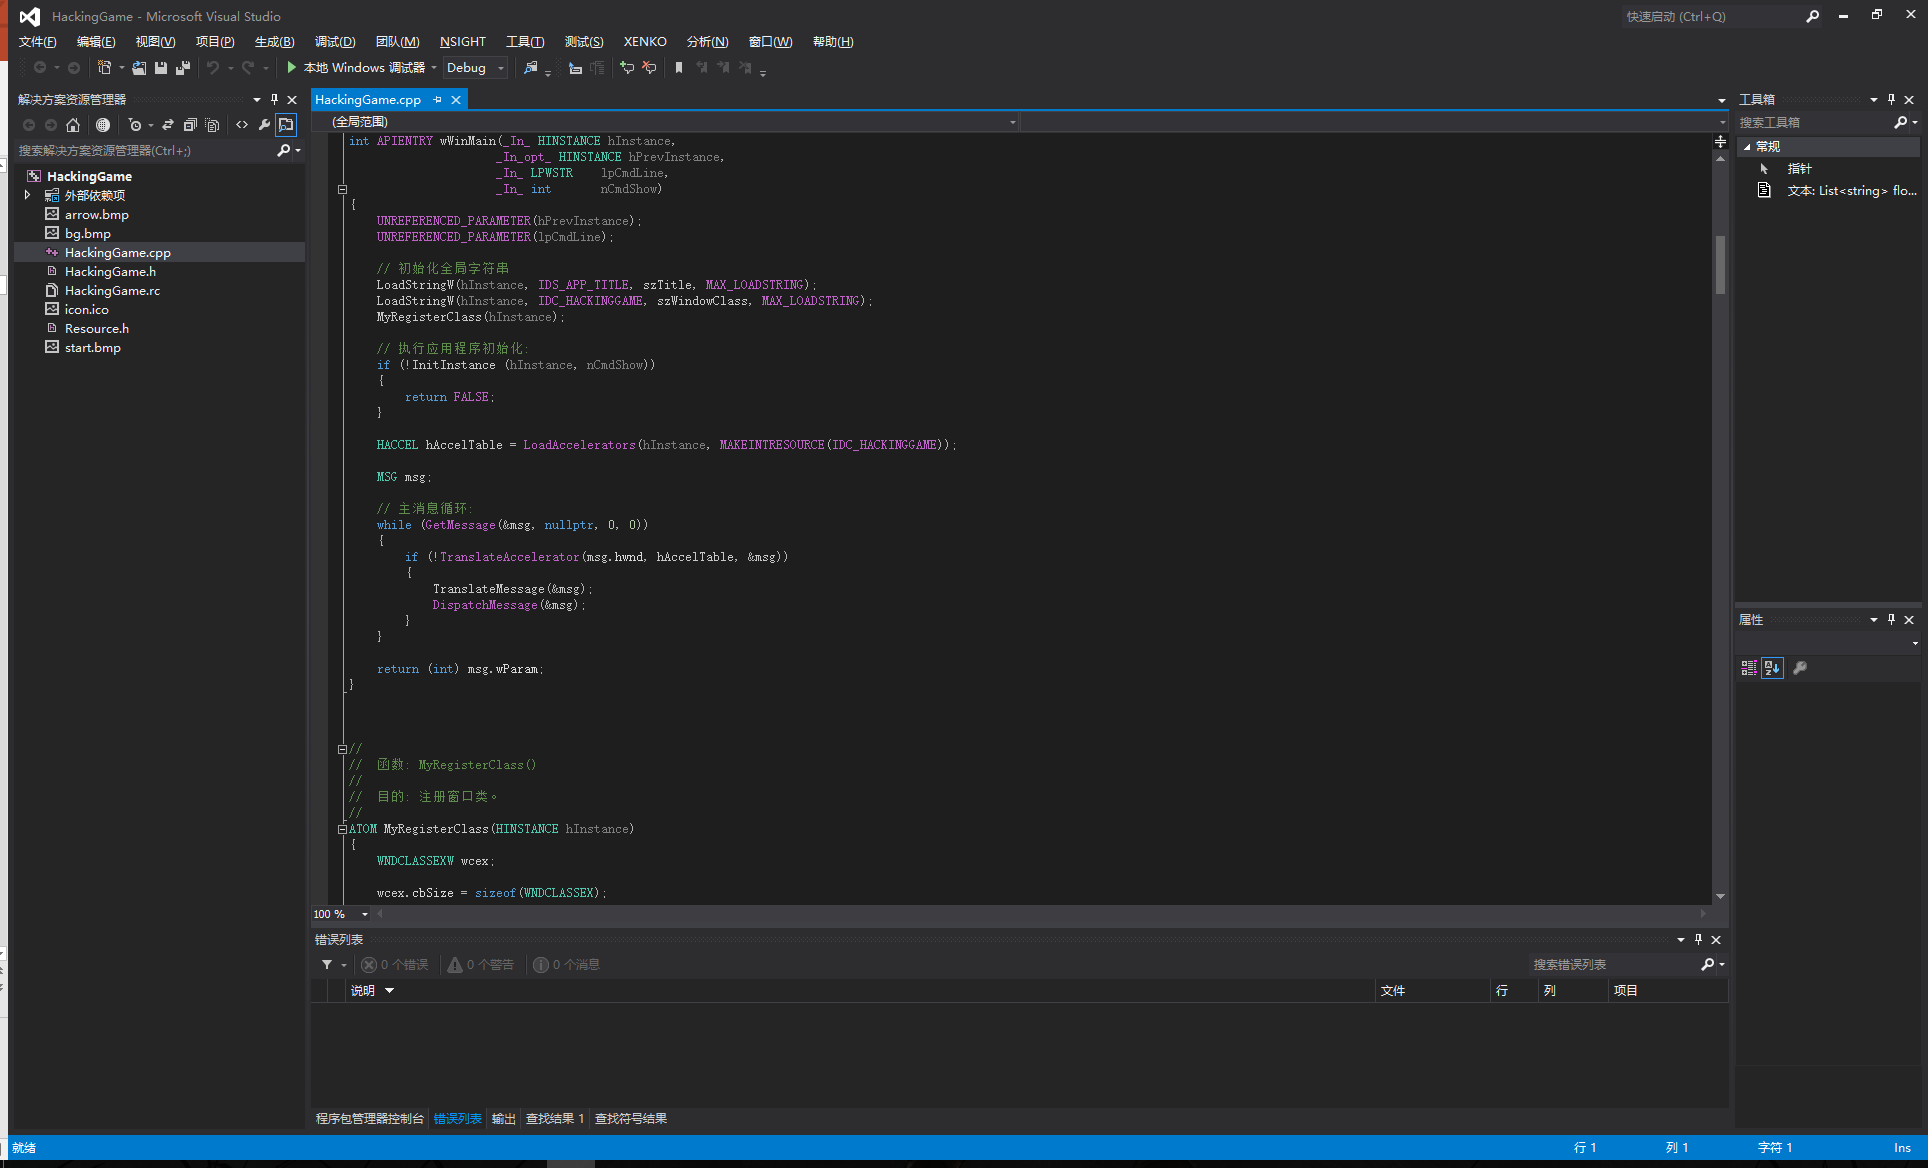 HackingGame - Microsoft Visual Studio
快速启动 (Ctrl+Q)
文件(F) 编辑(E) 视图(V) 项目(P) 生成(B) 调试(D) 团队(M) NSIGHT 工具(T) 测试(S) XENKO 分析(N) 窗口(W) 帮助(H)
本地 Windows 调试器 Debug
解决方案资源管理器
搜索解决方案资源管理器(Ctrl+;)
HackingGame
外部依赖项
arrow.bmp
bg.bmp
HackingGame.cpp
HackingGame.h
HackingGame.rc
icon.ico
Resource.h
start.bmp
HackingGame.cpp
(全局范围)
int APIENTRY wWinMain(_In_ HINSTANCE hInstance,
_In_opt_ HINSTANCE hPrevInstance,
_In_ LPWSTR    lpCmdLine,
_In_ int       nCmdShow)
{
UNREFERENCED_PARAMETER(hPrevInstance);
UNREFERENCED_PARAMETER(lpCmdLine);
// 初始化全局字符串
LoadStringW(hInstance, IDS_APP_TITLE, szTitle, MAX_LOADSTRING);
LoadStringW(hInstance, IDC_HACKINGGAME, szWindowClass, MAX_LOADSTRING);
MyRegisterClass(hInstance);
// 执行应用程序初始化:
if (!InitInstance (hInstance, nCmdShow))
{
return FALSE;
}
HACCEL hAccelTable = LoadAccelerators(hInstance, MAKEINTRESOURCE(IDC_HACKINGGAME));
MSG msg;
// 主消息循环:
while (GetMessage(&msg, nullptr, 0, 0))
{
if (!TranslateAccelerator(msg.hwnd, hAccelTable, &msg))
{
TranslateMessage(&msg);
DispatchMessage(&msg);
}
}
return (int) msg.wParam;
}
//
//  函数: MyRegisterClass()
//
//  目的: 注册窗口类。
//
ATOM MyRegisterClass(HINSTANCE hInstance)
{
WNDCLASSEXW wcex;
wcex.cbSize = sizeof(WNDCLASSEX);
100 %
错误列表
0 个错误 0 个警告 0 个消息
搜索错误列表
说明 文件 行 列 项目
程序包管理器控制台 错误列表 输出 查找结果 1 查找符号结果
工具箱
搜索工具箱
常规
指针
文本: List<string> flo...
属性
就绪 行 1 列 1 字符 1 Ins